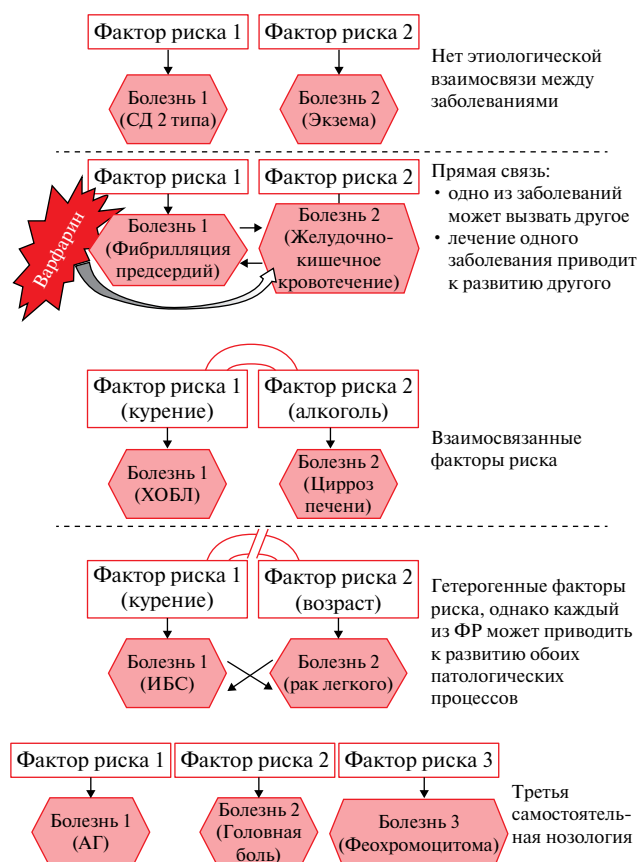 Фактор риска 1
Фактор риска 2
Болезнь 1
(СД 2 типа)
Болезнь 2
(Экзема)
Нет этиологической
взаимосвязи между
заболеваниями
Фактор риска 1
Фактор риска 2
Варфарин
Болезнь 1
(Фибрилляция
предсердий)
Болезнь 2
(Желудочно-
кишечное
кровотечение)
Прямая связь:
• одно из заболеваний
может вызвать другое
• лечение одного
заболевания приводит
к развитию другого
Фактор риска 1
(курение)
Фактор риска 2
(алкоголь)
Болезнь 1
(ХОБЛ)
Болезнь 2
(Цирроз
печени)
Взаимосвязанные
факторы риска
Фактор риска 1
(курение)
Фактор риска 2
(возраст)
Болезнь 1
(ИБС)
Болезнь 2
(рак легкого)
Гетерогенные факторы
риска, однако каждый
из ФР может приводить
к развитию обоих
патологических
процессов
Фактор риска 1
Фактор риска 2
Фактор риска 3
Болезнь 1
(АГ)
Болезнь 2
(Головная
боль)
Болезнь 3
(Феохромоцитома)
Третья
самостоятель-
ная нозология